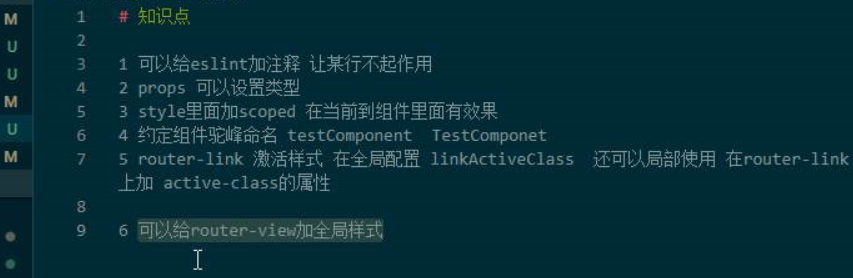 M
1 # 知识点
U
2
3 1 可以给eslint加注释 让某行不起作用
U
4 2 props 可以设置类型
M
5 3 style里面加scoped 在当前到组件里面有效果
U
6 4 约定组件驼峰命名 testComponent TestComponet
M
7 5 router-link 激活样式 在全局配置 linkActiveClass 还可以局部使用 在router-link
上加 active-class的属性
8
9 6 可以给router-view加全局样式